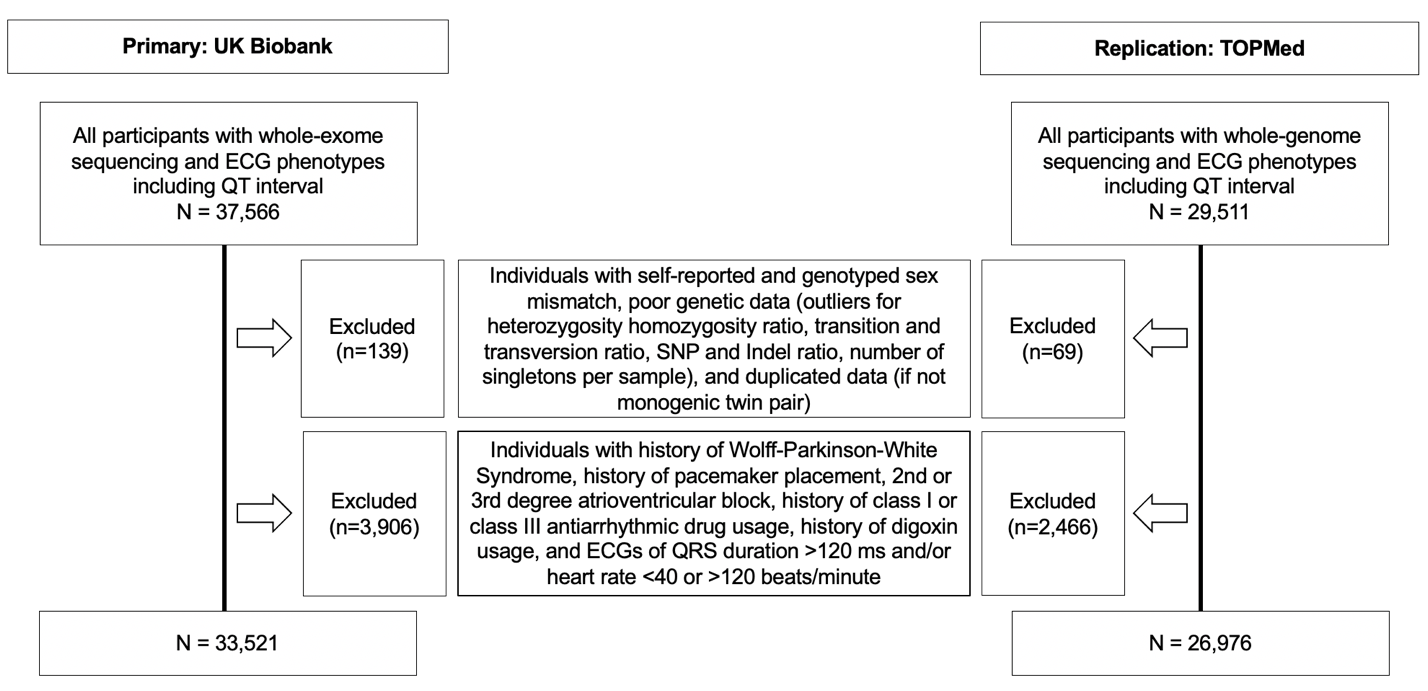 Primary: UK Biobank
Replication: TOPMed
All participants with whole-exome
sequencing and ECG phenotypes
including QT interval
N = 37,566
All participants with whole-genome
sequencing and ECG phenotypes
including QT interval
N = 29,511
Excluded
(n=139)
Individuals with self-reported and genotyped sex
mismatch, poor genetic data (outliers for
heterozygosity homozygosity ratio, transition and
transversion ratio, SNP and Indel ratio, number of
singletons per sample), and duplicated data (if not
monogenic twin pair)
Excluded
(n=69)
Excluded
(n=3,906)
Individuals with history of Wolff-Parkinson-White
Syndrome, history of pacemaker placement, 2nd or
3rd degree atrioventricular block, history of class I or
class III antiarrhythmic drug usage, history of digoxin
usage, and ECGs of QRS duration >120 ms and/or
heart rate <40 or >120 beats/minute
Excluded
(n=2,466)
N = 33,521
N = 26,976